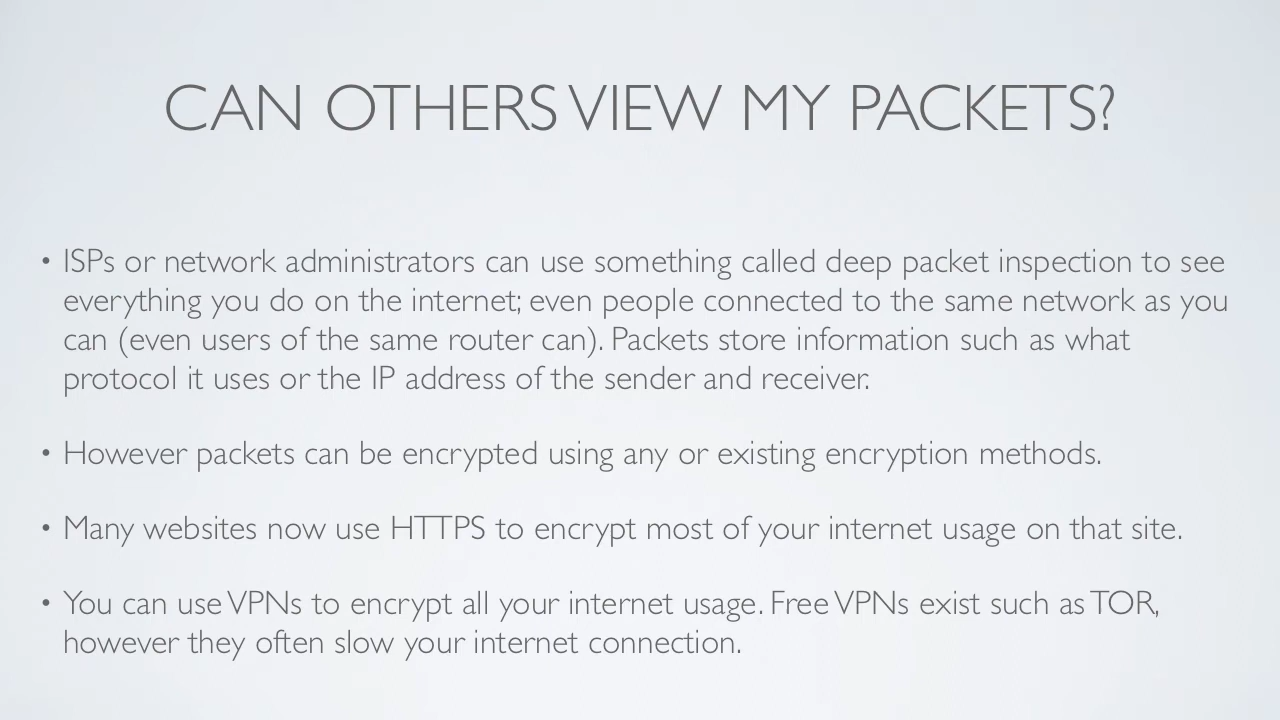 CAN OTHERS VIEW MY PACKETS?
• ISPs or network administrators can use something called deep packet inspection to see
everything you do on the internet; even people connected to the same network as you
can (even users of the same router can). Packets store information such as what
protocol it uses or the IP address of the sender and receiver.
• However packets can be encrypted using any or existing encryption methods.
• Many websites now use HTTPS to encrypt most of your internet usage on that site.
• You can use VPNs to encrypt all your internet usage. Free VPNs exist such as TOR,
however they often slow your internet connection.